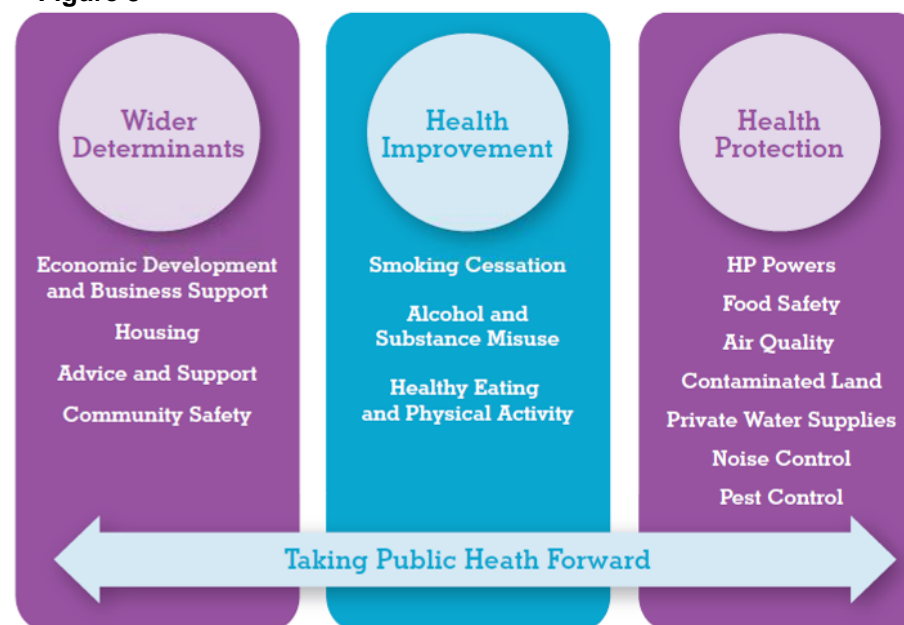 Wider
Determinants
Economic Development
and Business Support
Housing
Advice and Support
Community Safety
Health
Improvement
Smoking Cessation
Alcohol and
Substance Misuse
Healthy Eating
and Physical Activity
Health
Protection
HP Powers
Food Safety
Air Quality
Contaminated Land
Private Water Supplies
Noise Control
Pest Control
Taking Public Heath Forward